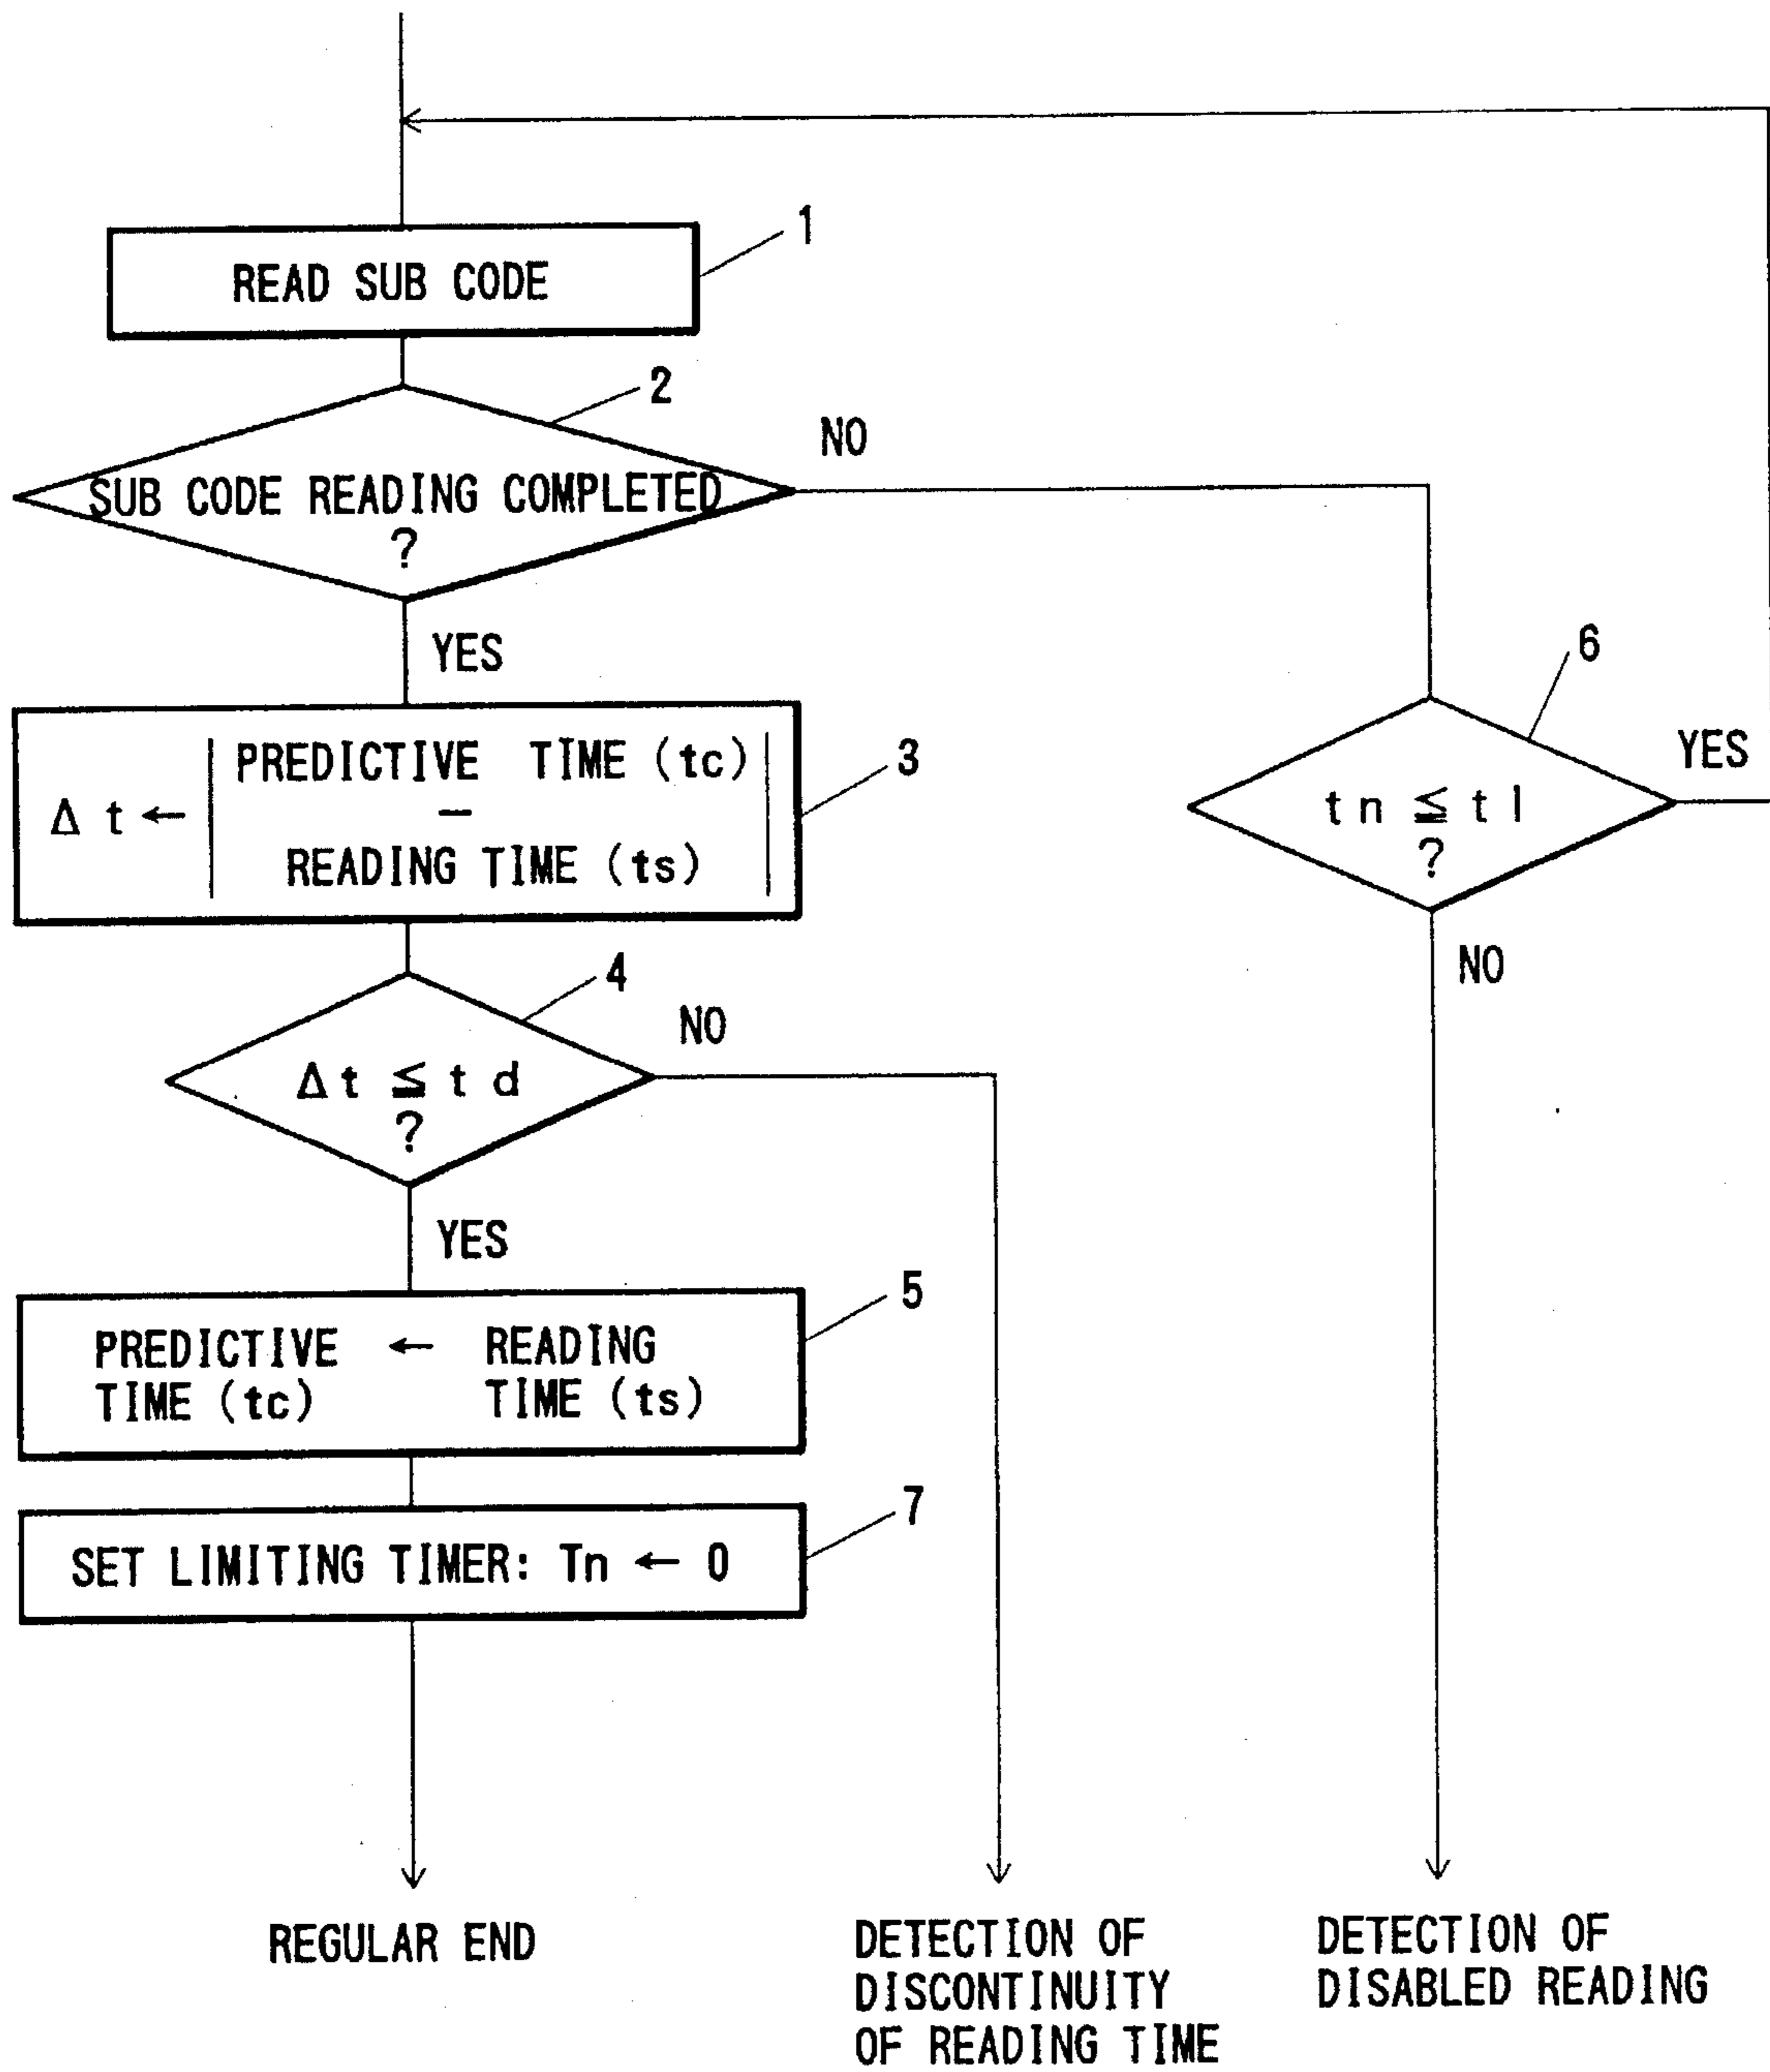 1
READ SUB CODE
2
NO
SUB CODE READING COMPLETED
?
YES
6
3
PREDICTIVE TIME (tc)
Δt ← | − |
READING TIME (ts)
YES
tn ≦ tl
?
NO
4
NO
Δt ≦ td
?
YES
5
PREDICTIVE ← READING
TIME (tc) TIME (ts)
7
SET LIMITING TIMER: Tn ← 0
REGULAR END
DETECTION OF
DISCONTINUITY
OF READING TIME
DETECTION OF
DISABLED READING